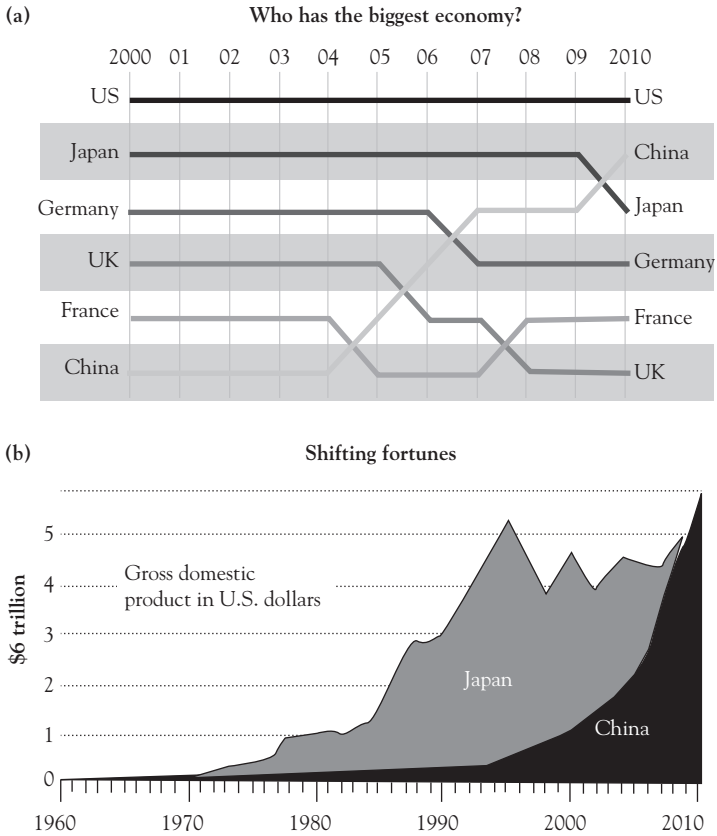 (a) Who has the biggest economy?
2000 01 02 03 04 05 06 07 08 09 2010
US US
Japan China
Germany Japan
UK Germany
France France
China UK
(b) Shifting fortunes
5
Gross domestic
product in U.S. dollars
4
3
2
Japan
1
China
0
$6 trillion
1960 1970 1980 1990 2000 2010